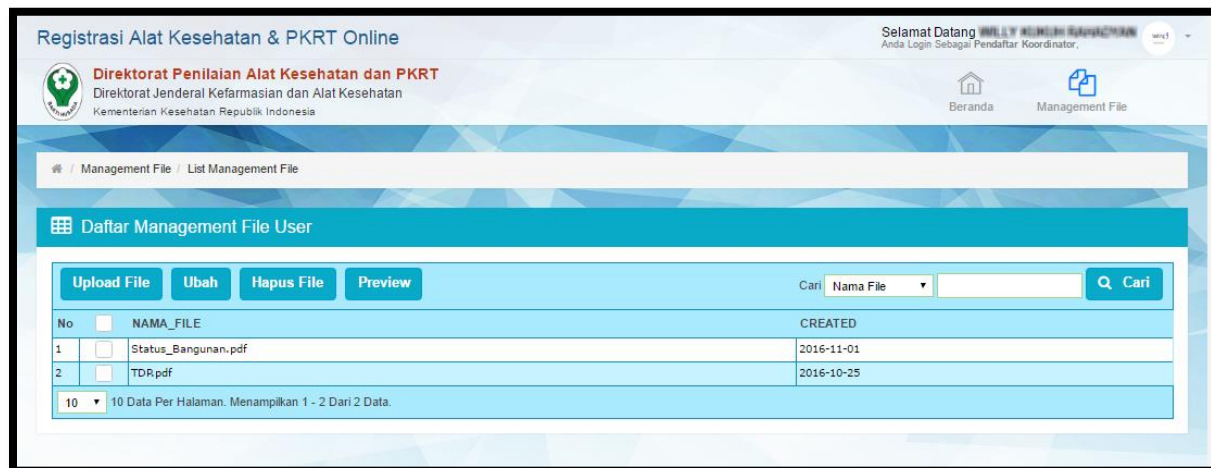 Registrasi Alat Kesehatan & PKRT Online
Selamat Datang
Anda Login Sebagai Pendaftar Koordinator,
Direktorat Penilaian Alat Kesehatan dan PKRT
Direktorat Jenderal Kefarmasian dan Alat Kesehatan
Kementerian Kesehatan Republik Indonesia
Beranda
Management File
/ Management File / List Management File
Daftar Management File User
Upload File Ubah Hapus File Preview Cari Nama File Cari
No NAMA_FILE CREATED
1 Status_Bangunan.pdf 2016-11-01
2 TDP.pdf 2016-10-25
10 10 Data Per Halaman. Menampilkan 1 - 2 Dari 2 Data.